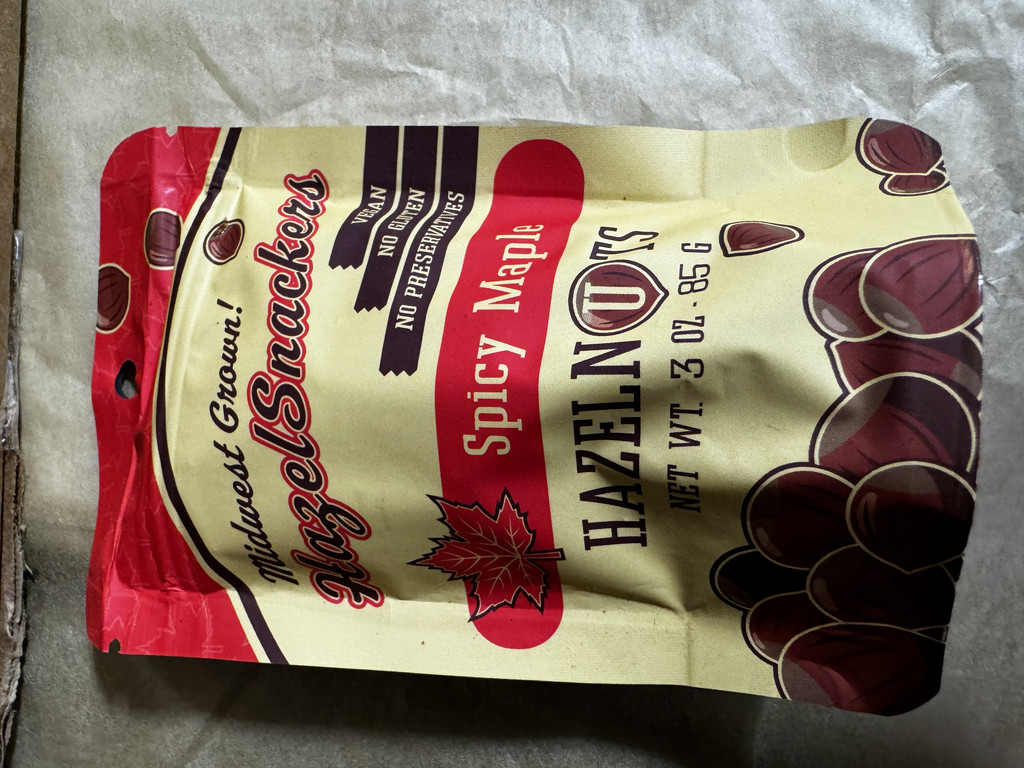 Midwest Grown!
HazelSnackers
VEGAN
NO GLUTEN
NO PRESERVATIVES
Spicy Maple
HAZELNUTS
NET WT. 3 OZ - 85 G